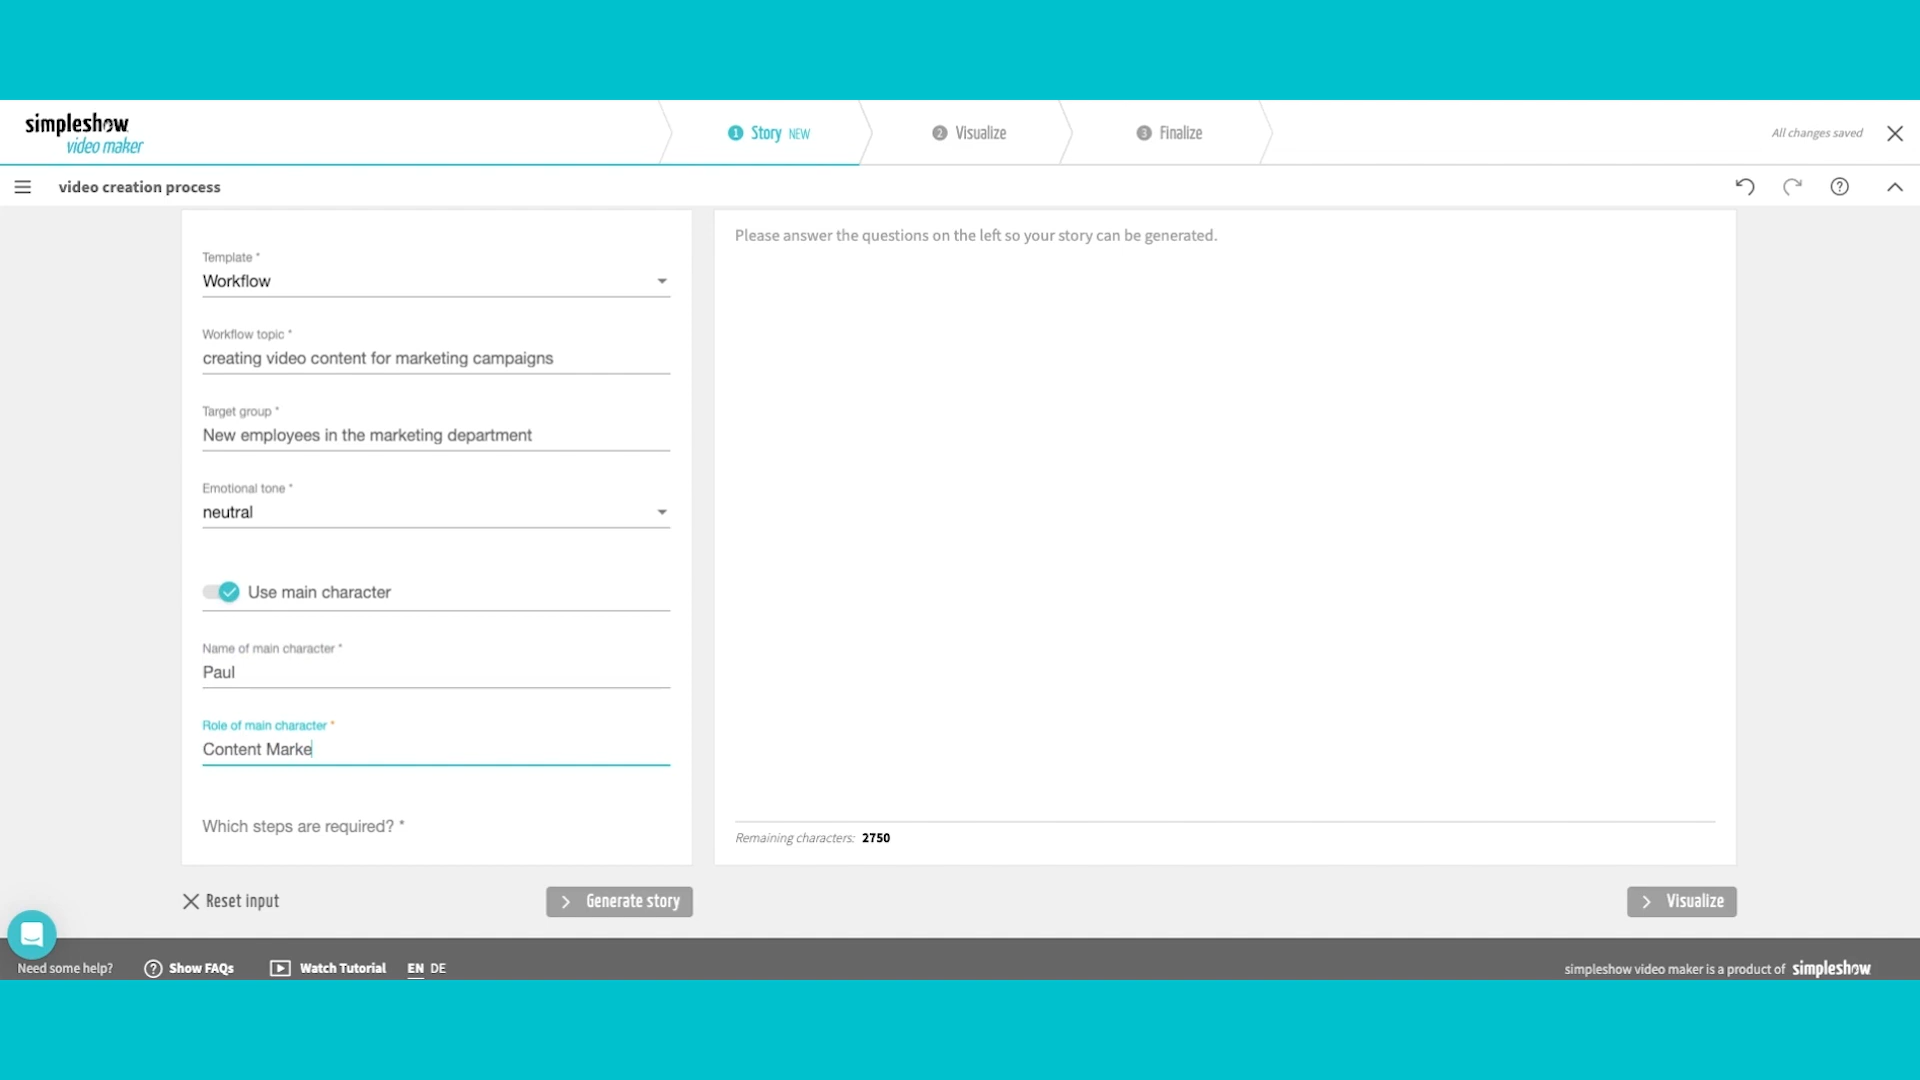 simpleshow
video maker
1 Story NEW
2 Visualize
3 Finalize
All changes saved
video creation process
Template *
Workflow
Workflow topic *
creating video content for marketing campaigns
Target group *
New employees in the marketing department
Emotional tone *
neutral
Use main character
Name of main character *
Paul
Role of main character *
Content Marke
Which steps are required? *
Please answer the questions on the left so your story can be generated.
Remaining characters: 2750
Reset input
Generate story
Visualize
Need some help?
Show FAQs
Watch Tutorial
EN DE
simpleshow video maker is a product of simpleshow